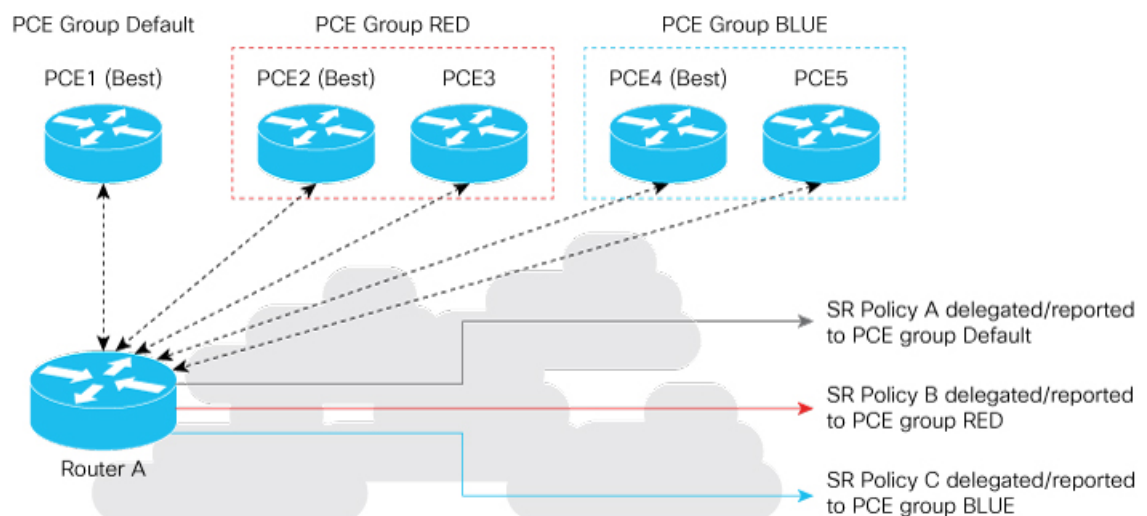 PCE Group Default
PCE Group RED
PCE Group BLUE
PCE1 (Best)
PCE2 (Best)
PCE3
PCE4 (Best)
PCE5
SR Policy A delegated/reported
to PCE group Default
SR Policy B delegated/reported
to PCE group RED
Router A
SR Policy C delegated/reported
to PCE group BLUE